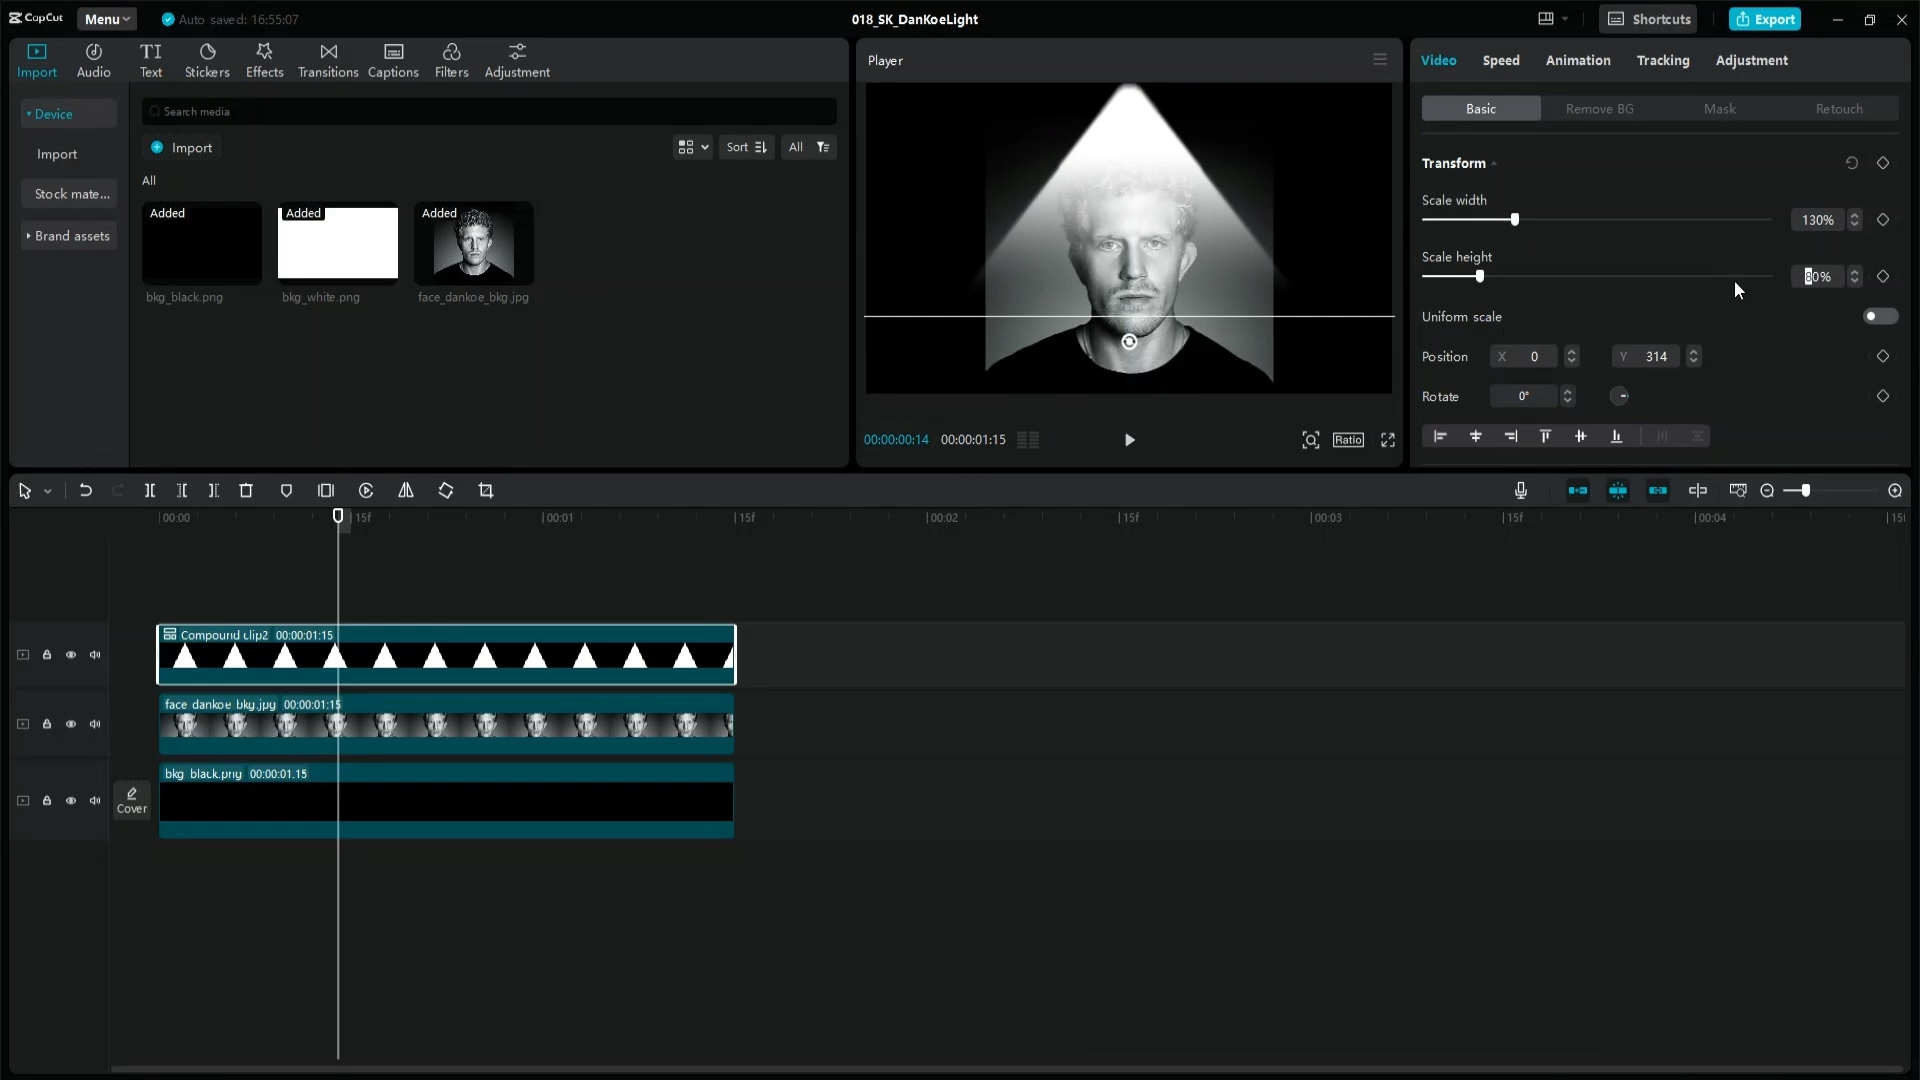 CapCut
Menu
Auto saved: 16:55:07
018_SK_DanKoeLight
Shortcuts
Export
Import
Audio
Text
Stickers
Effects
Transitions
Captions
Filters
Adjustment
Device
Import
Stock mate...
Brand assets
Search media
Import
Sort
All
All
Added
Added
Added
bkg_black.png
bkg_white.png
face_dankoe_bkg.jpg
Player
00:00:00:14
00:00:01:15
Ratio
Video
Speed
Animation
Tracking
Adjustment
Basic
Remove BG
Mask
Retouch
Transform
Scale width
130%
Scale height
80%
Uniform scale
Position
X 0
Y 314
Rotate
0°
00:00
15f
00:01
15f
00:02
15f
00:03
15f
00:04
15f
Compound clip2 00:00:01:15
face_dankoe_bkg.jpg 00:00:01:15
bkg_black.png 00:00:01:15
Cover